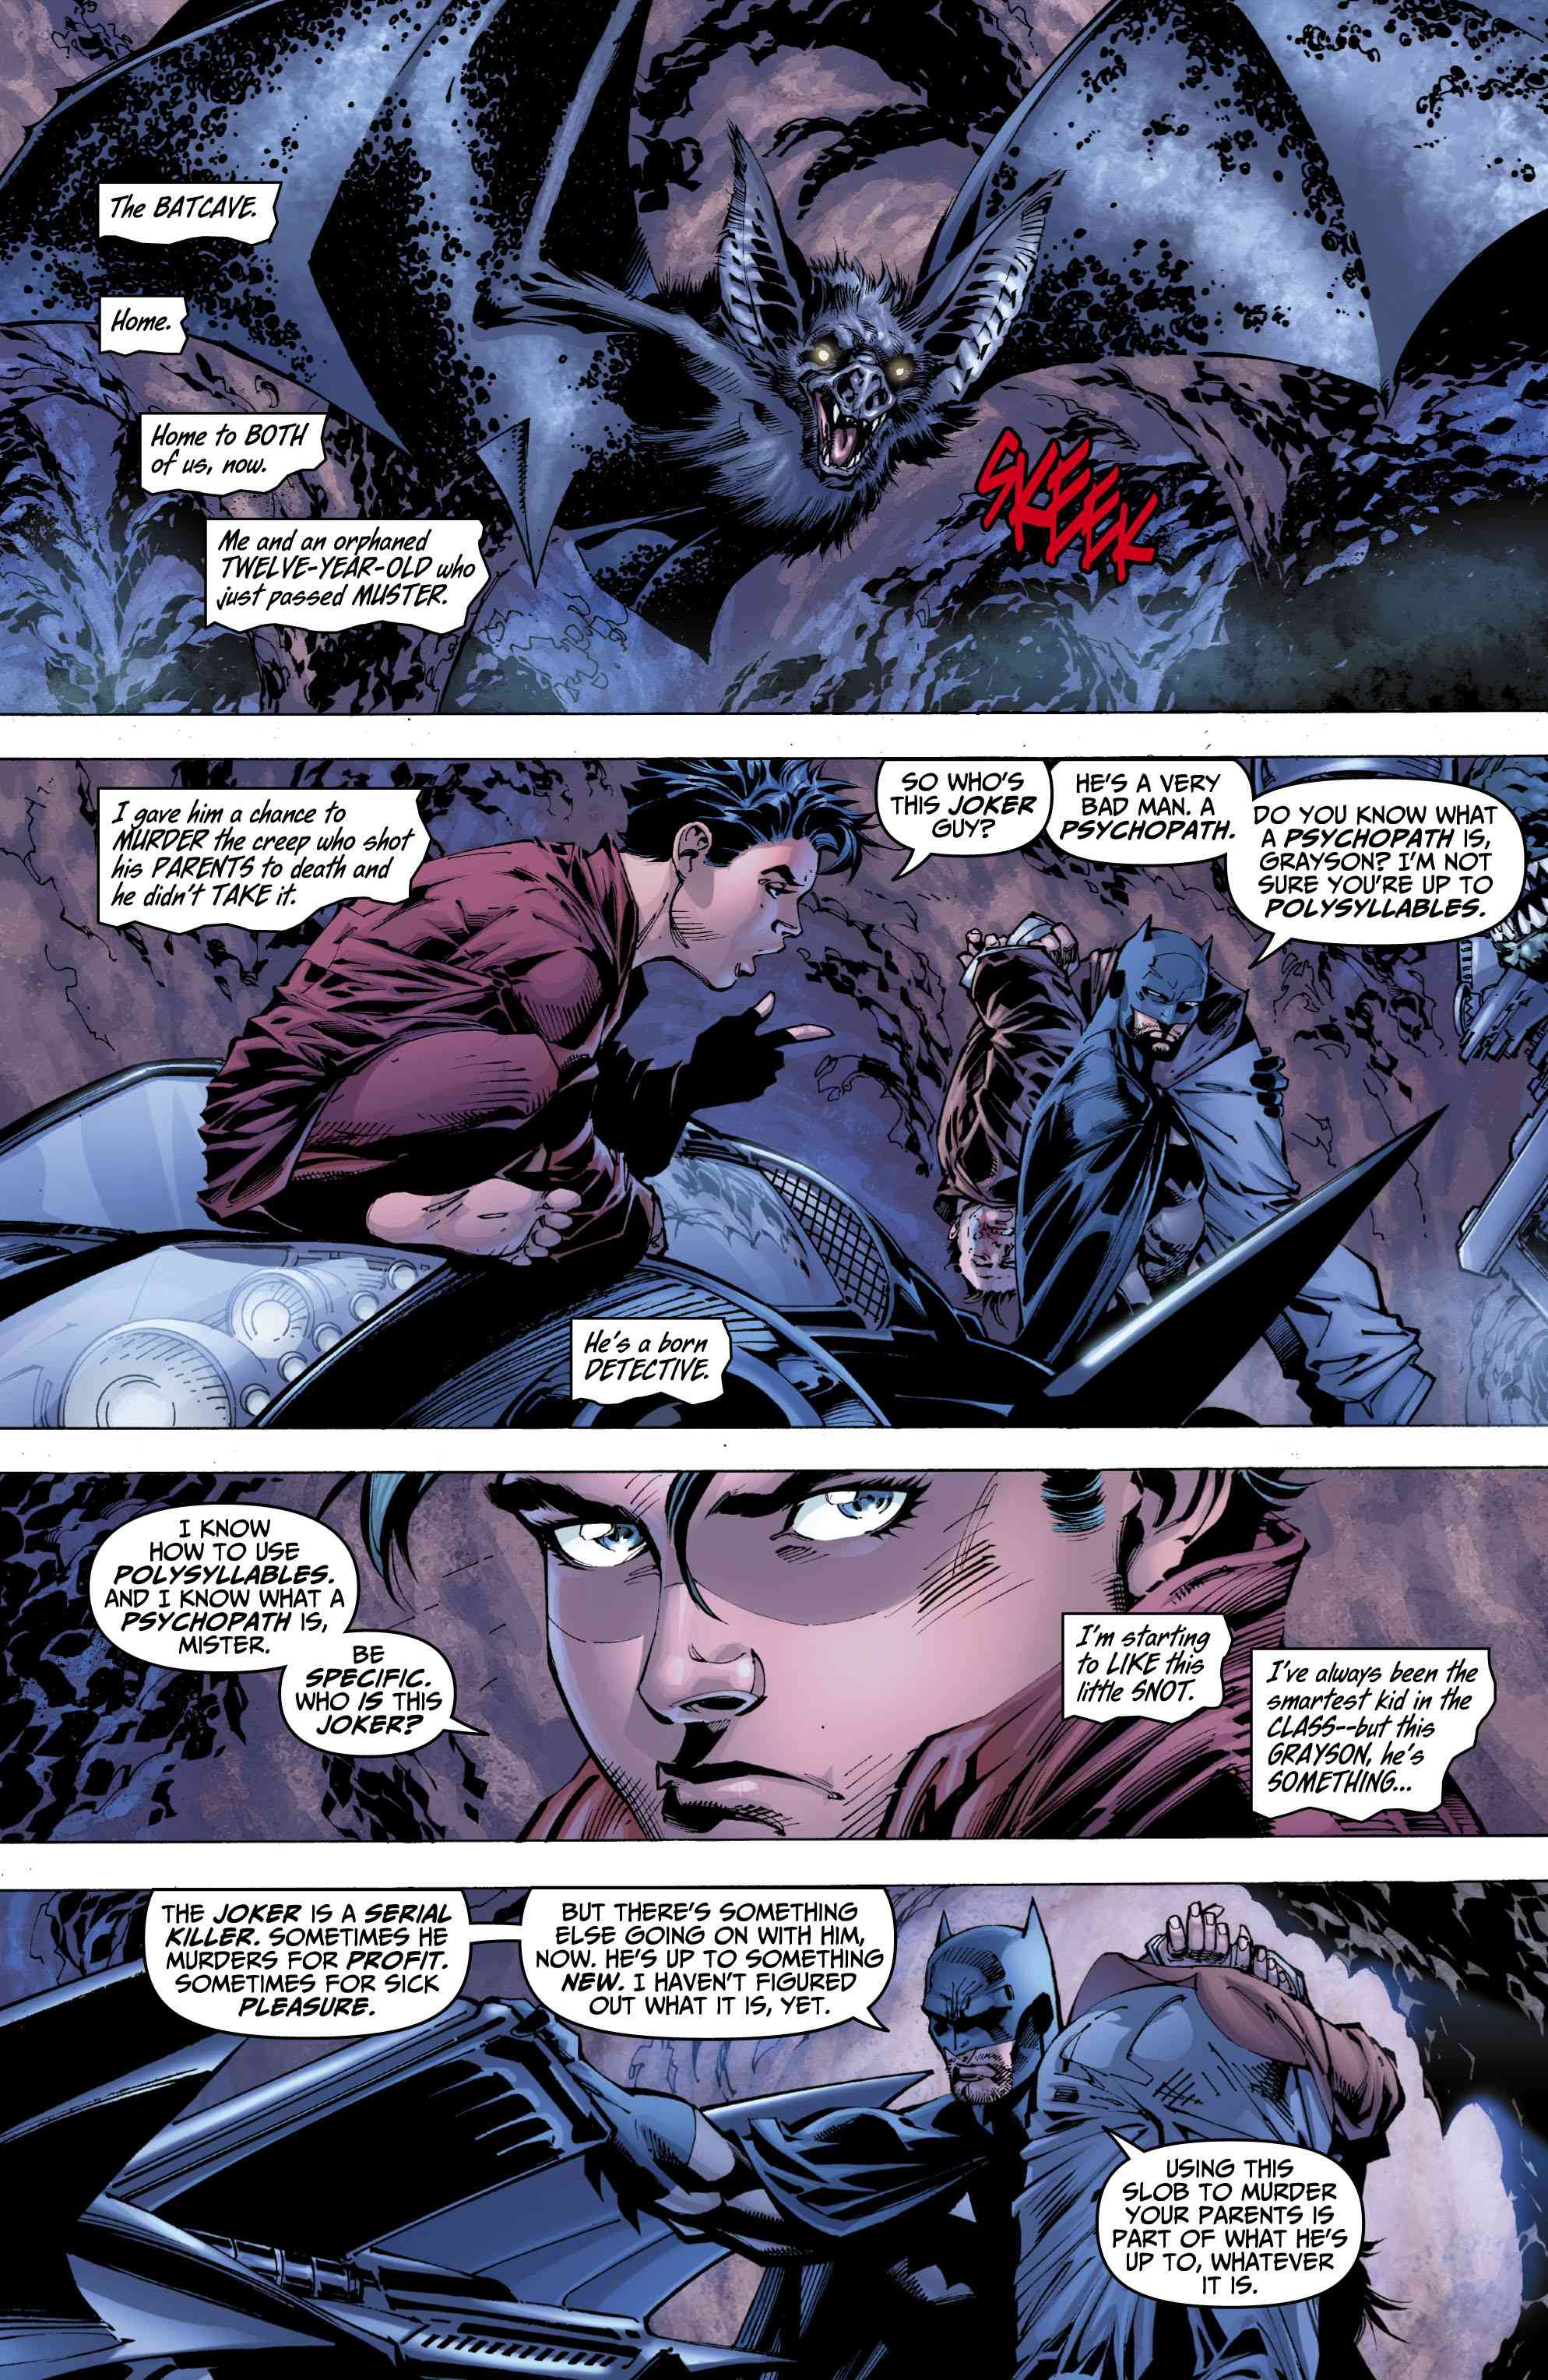 The BATCAVE.
Home.
Home to BOTH
of us, now.
Me and an orphaned
TWELVE-YEAR-OLD who
just passed MUSTER.
SKEEEEK
I gave him a chance to
MURDER the creep who shot
his PARENTS to death and
he didn't TAKE it.
SO WHO'S
THIS JOKER
GUY?
HE'S A VERY
BAD MAN. A
PSYCHOPATH.
DO YOU KNOW WHAT
A PSYCHOPATH IS,
GRAYSON? I'M NOT
SURE YOU'RE UP TO
POLYSYLLABLES.
He's a born
DETECTIVE.
I KNOW
HOW TO USE
POLYSYLLABLES.
AND I KNOW WHAT A
PSYCHOPATH IS,
MISTER.
BE
SPECIFIC.
WHO IS THIS
JOKER?
I'm starting
to LIKE this
little SNOT.
I've always been the
smartest kid in the
CLASS--but this
GRAYSON, he's
SOMETHING...
THE JOKER IS A SERIAL
KILLER. SOMETIMES HE
MURDERS FOR PROFIT.
SOMETIMES FOR SICK
PLEASURE.
BUT THERE'S SOMETHING
ELSE GOING ON WITH HIM,
NOW. HE'S UP TO SOMETHING
NEW. I HAVEN'T FIGURED
OUT WHAT IT IS, YET.
USING THIS
SLOB TO MURDER
YOUR PARENTS IS
PART OF WHAT HE'S
UP TO, WHATEVER
IT IS.